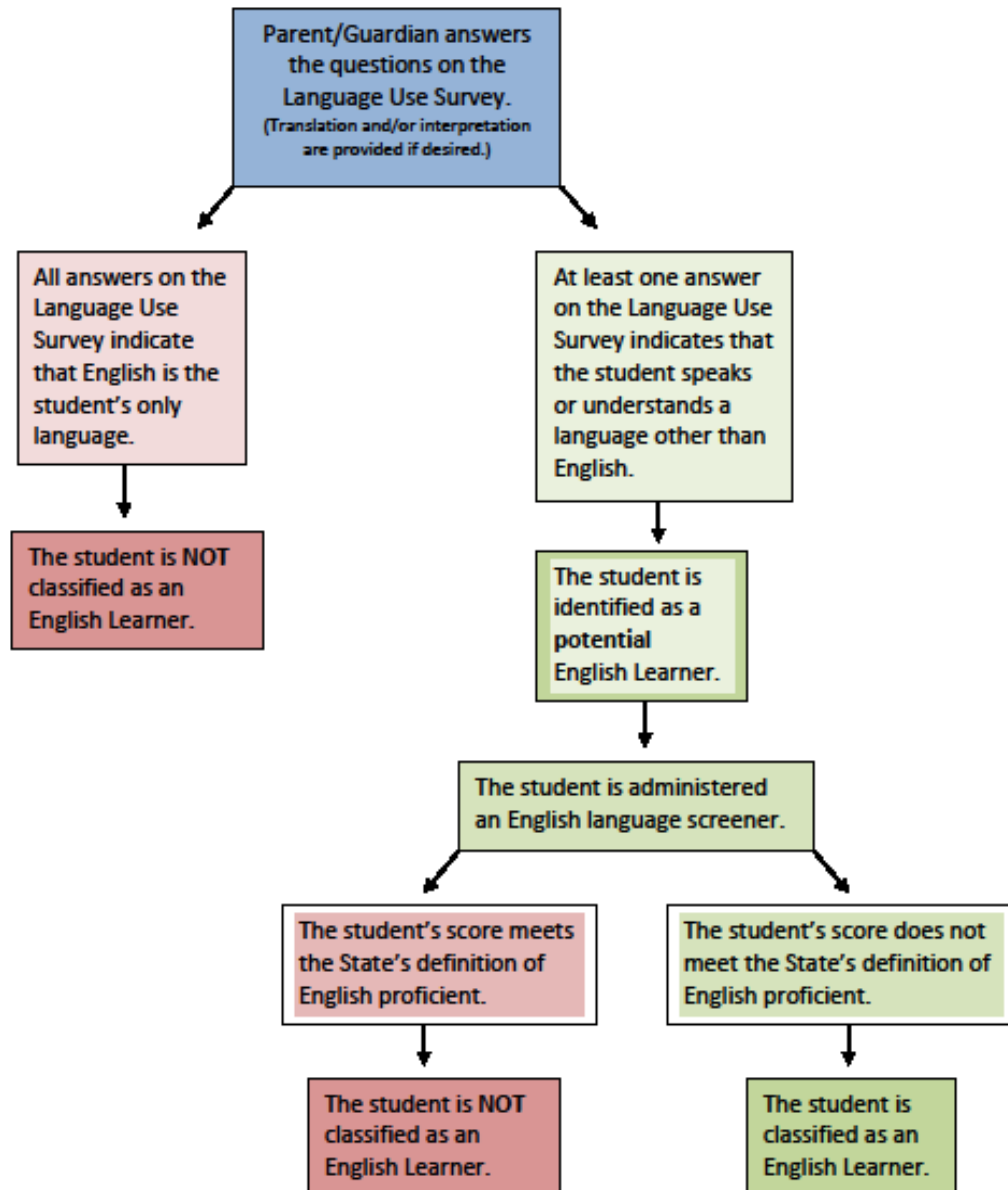 Parent/Guardian answers
the questions on the
Language Use Survey.
(Translation and/or interpretation
are provided if desired.)
All answers on the
Language Use
Survey indicate
that English is the
student's only
language.
The student is NOT
classified as an
English Learner.
At least one answer
on the Language Use
Survey indicates that
the student speaks
or understands a
language other than
English.
The student is
identified as a
potential
English Learner.
The student is administered
an English language screener.
The student's score meets
the State's definition of
English proficient.
The student is NOT
classified as an
English Learner.
The student's score does not
meet the State's definition of
English proficient.
The student is
classified as an
English Learner.